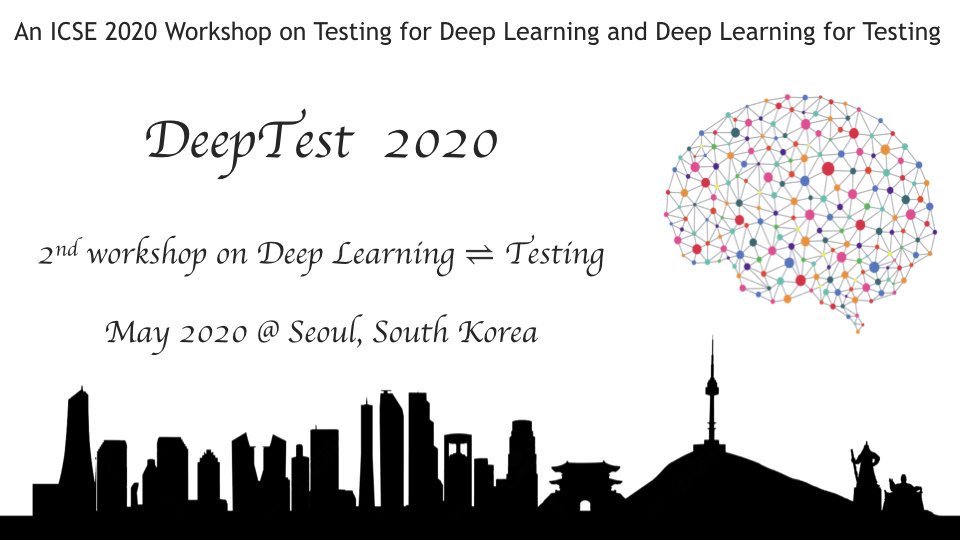 An ICSE 2020 Workshop on Testing for Deep Learning and Deep Learning for Testing
DeepTest 2020
2nd workshop on Deep Learning ⇌ Testing
May 2020 @ Seoul, South Korea